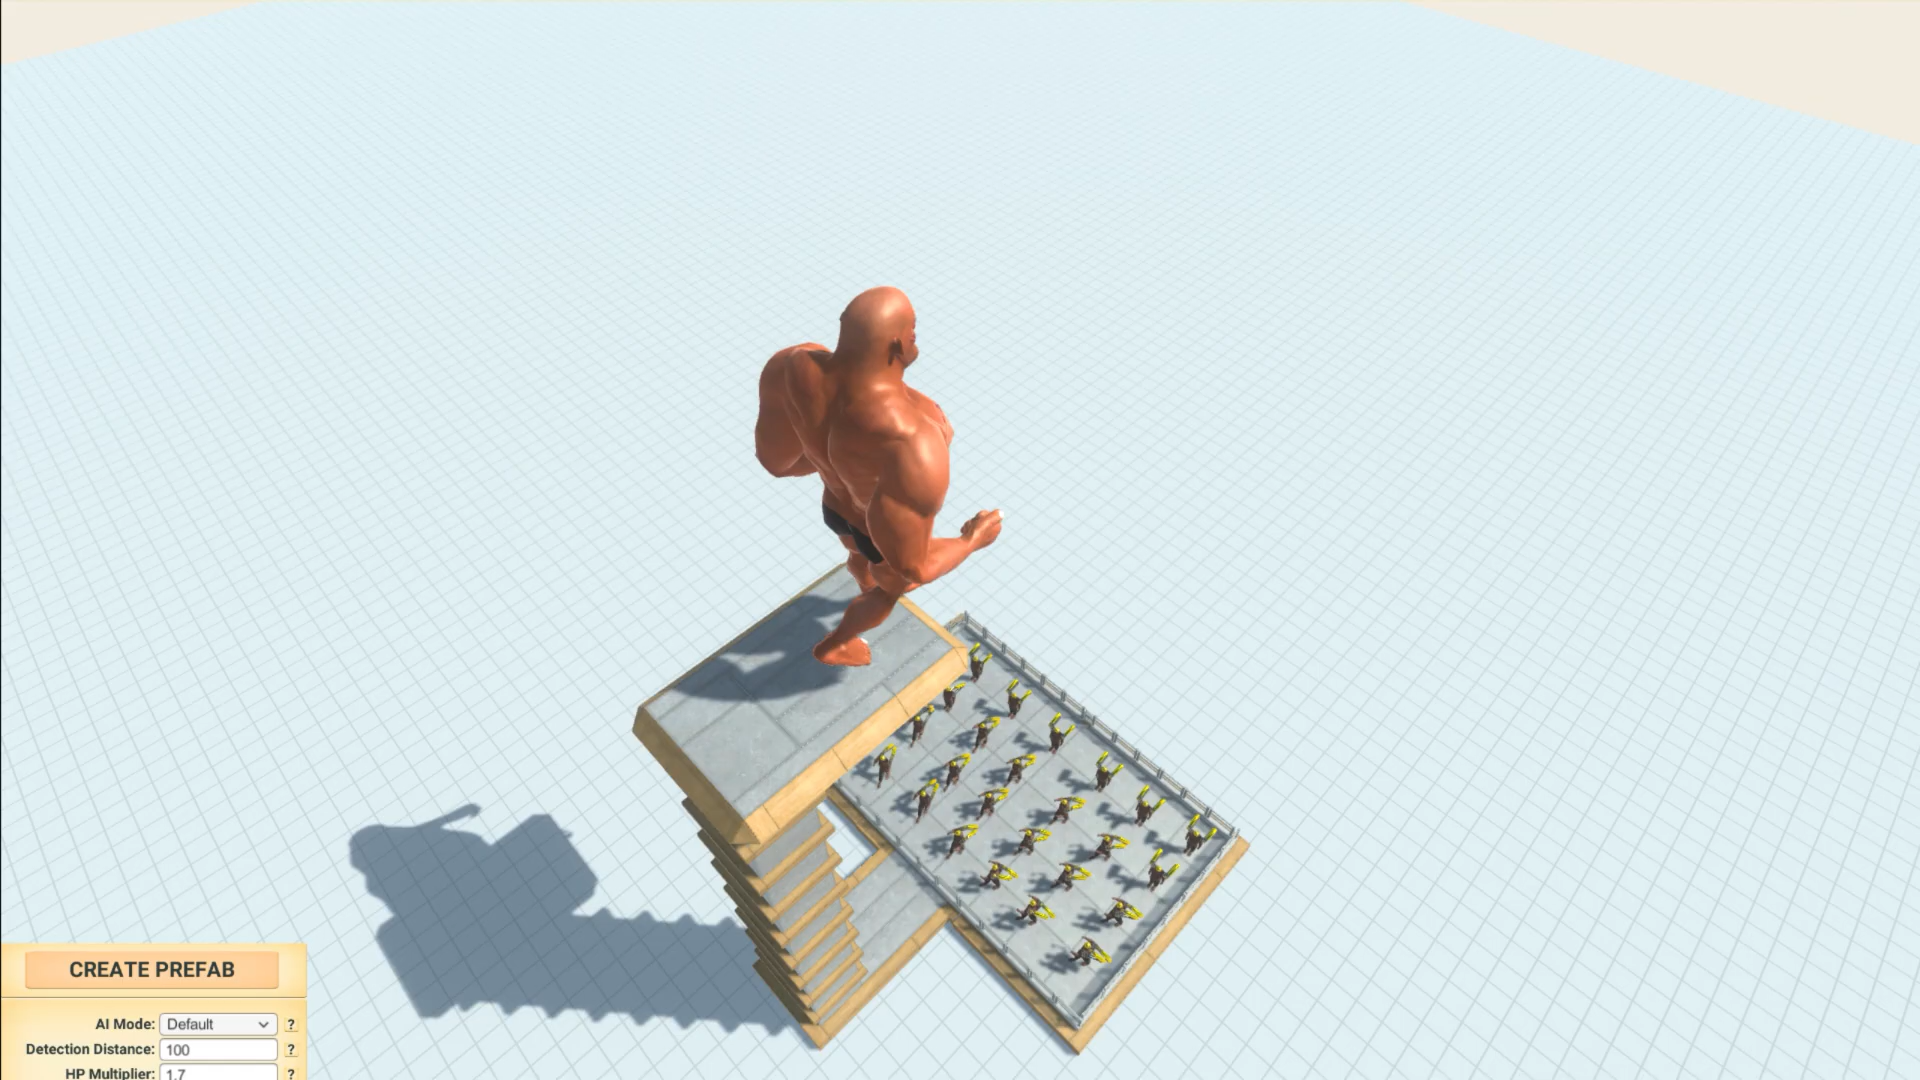 CREATE PREFAB
AI Mode: Default ?
Detection Distance: 100 ?
HP Multiplier: 1.7 ?